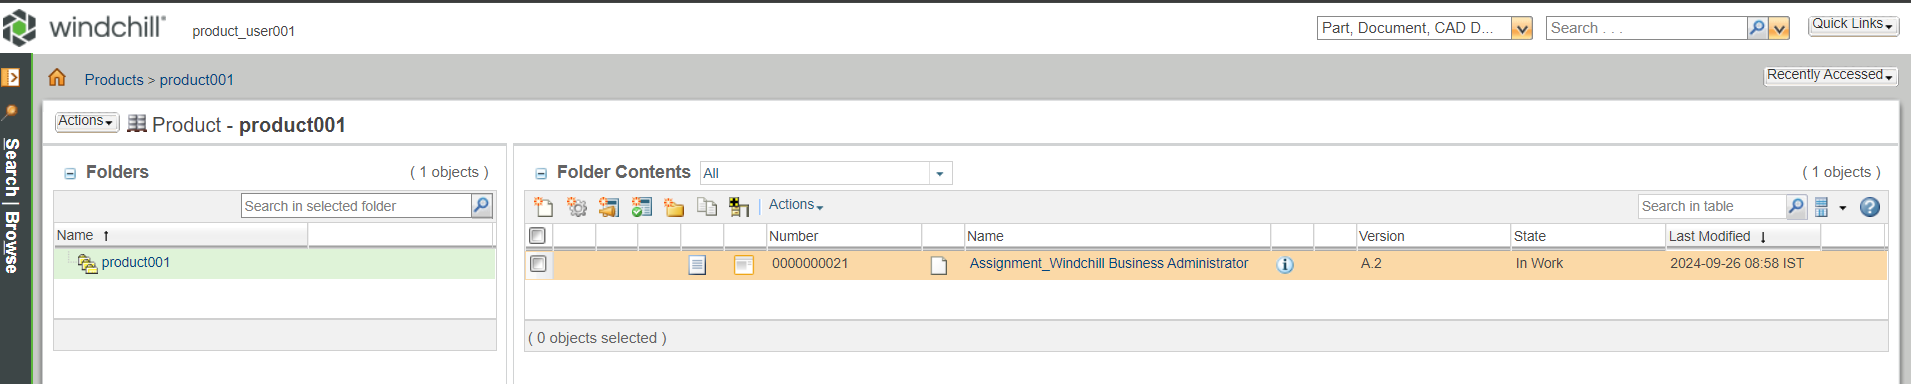 windchill®
product_user001
Part, Document, CAD D...
Search . . .
Quick Links
Products > product001
Recently Accessed
Search | Browse
Actions
Product - product001
Folders
( 1 objects )
Search in selected folder
Name ↑
product001
Folder Contents
All
( 1 objects )
Actions
Search in table
Number
Name
Version
State
Last Modified ↓
0000000021
Assignment_Windchill Business Administrator
A.2
In Work
2024-09-26 08:58 IST
( 0 objects selected )